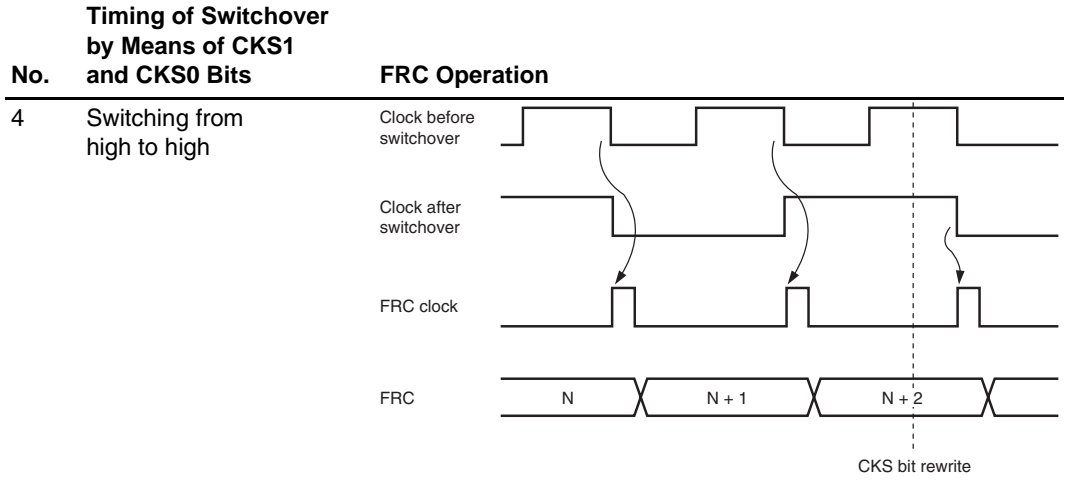 Timing of Switchover
by Means of CKS1
No. and CKS0 Bits FRC Operation
4 Switching from
high to high
Clock before
switchover
Clock after
switchover
FRC clock
FRC N N + 1 N + 2
CKS bit rewrite